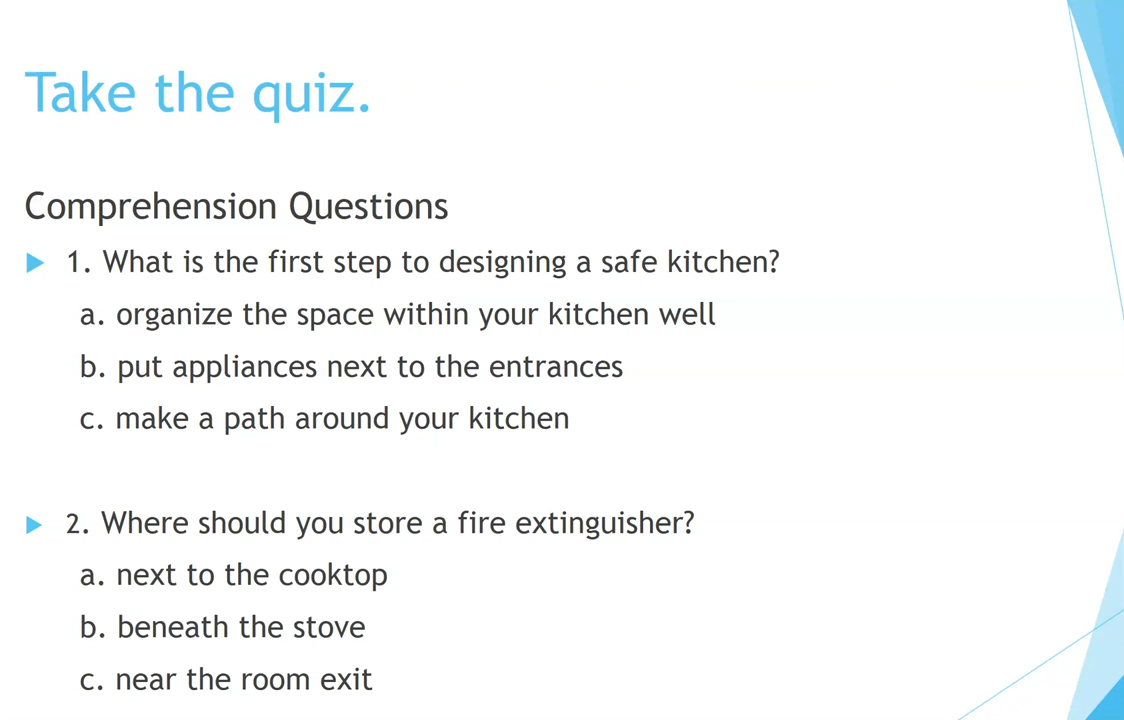 Take the quiz.
Comprehension Questions
1. What is the first step to designing a safe kitchen?
a. organize the space within your kitchen well
b. put appliances next to the entrances
c. make a path around your kitchen
2. Where should you store a fire extinguisher?
a. next to the cooktop
b. beneath the stove
c. near the room exit